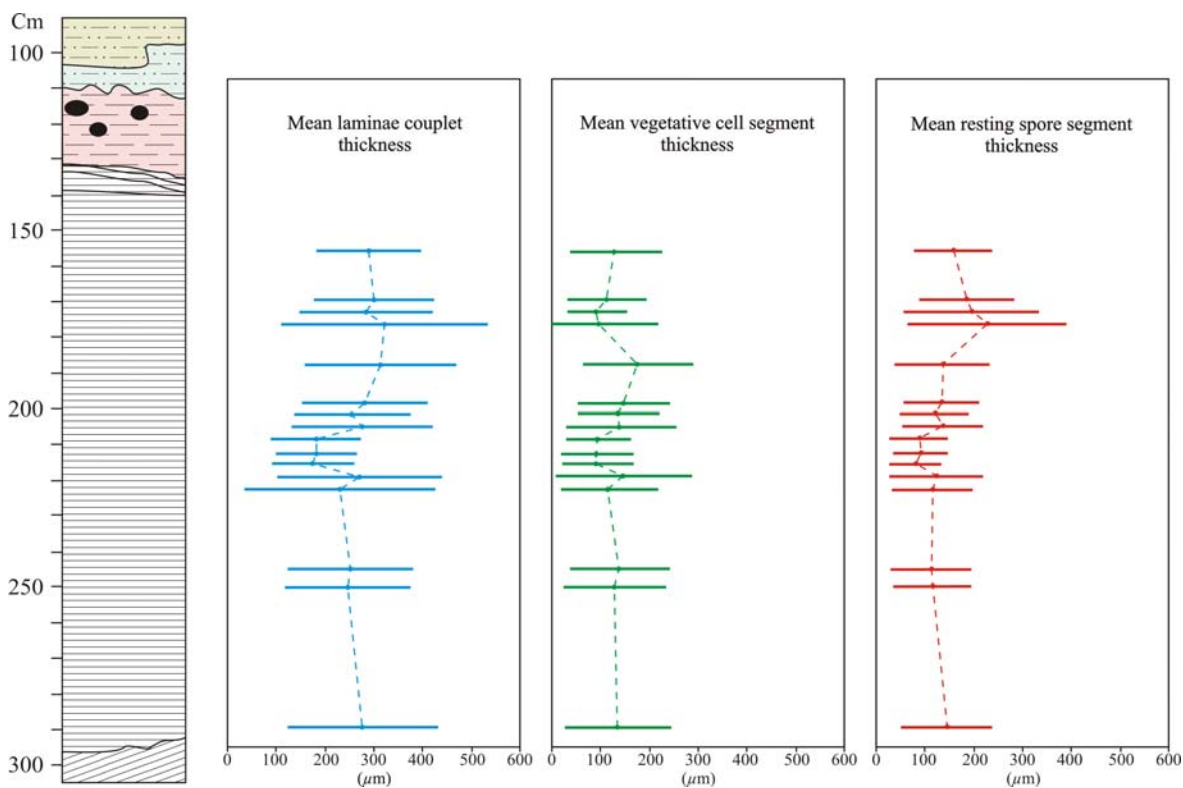 Cm
100
150
200
250
300
Mean laminae couplet
thickness
0 100 200 300 400 500 600
(µm)
Mean vegetative cell segment
thickness
0 100 200 300 400 500 600
(µm)
Mean resting spore segment
thickness
0 100 200 300 400 500 600
(µm)